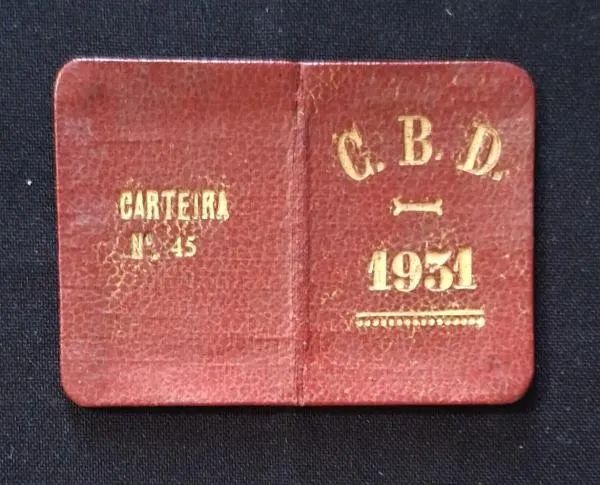 CARTEIRA
Nº 45
C. B. D.
1931